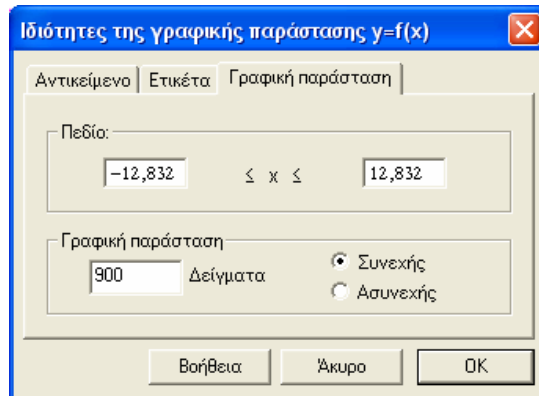 Ιδιότητες της γραφικής παράστασης y=f(x)
Αντικείμενο Ετικέτα Γραφική παράσταση
Πεδίο:
-12,832 ≤ x ≤ 12,832
Γραφική παράσταση
900 Δείγματα
Συνεχής
Ασυνεχής
Βοήθεια Άκυρο OK